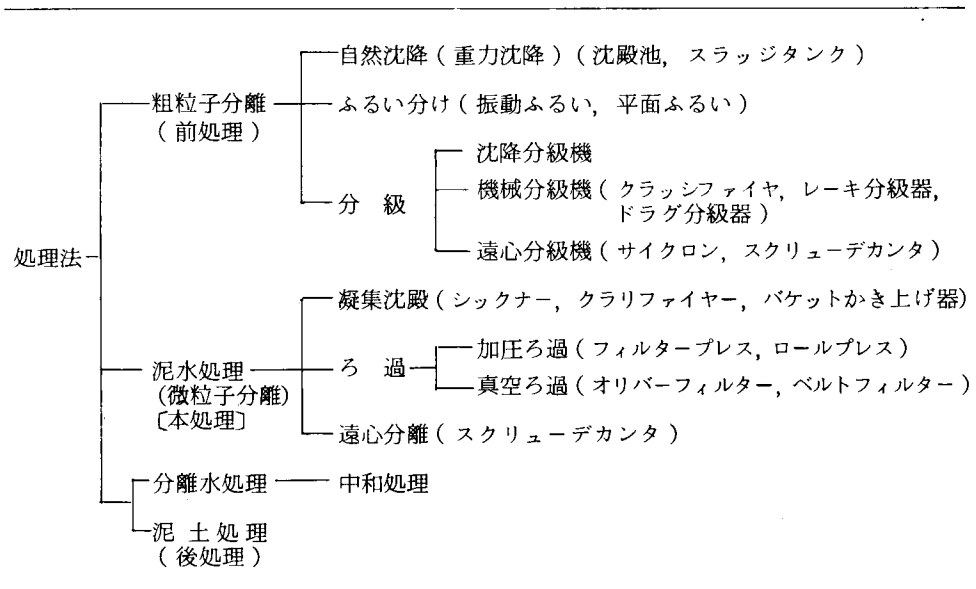 自然沈降(重力沈降)(沈殿池, スラッジタンク)
粗粒子分離
(前処理)
ふるい分け(振動ふるい, 平面ふるい)
沈降分級機
分 級
機械分級機(クラッシファイヤ, レーキ分級器,
ドラグ分級器)
遠心分級機(サイクロン, スクリューデカンタ)
処理法
凝集沈殿(シックナー, クラリファイヤー, バケットかき上げ器)
泥水処理
(微粒子分離)
〔本処理〕
ろ 過
加圧ろ過(フィルタープレス, ロールプレス)
真空ろ過(オリバーフィルター, ベルトフィルター)
遠心分離(スクリューデカンタ)
分離水処理
中和処理
泥土処理
(後処理)